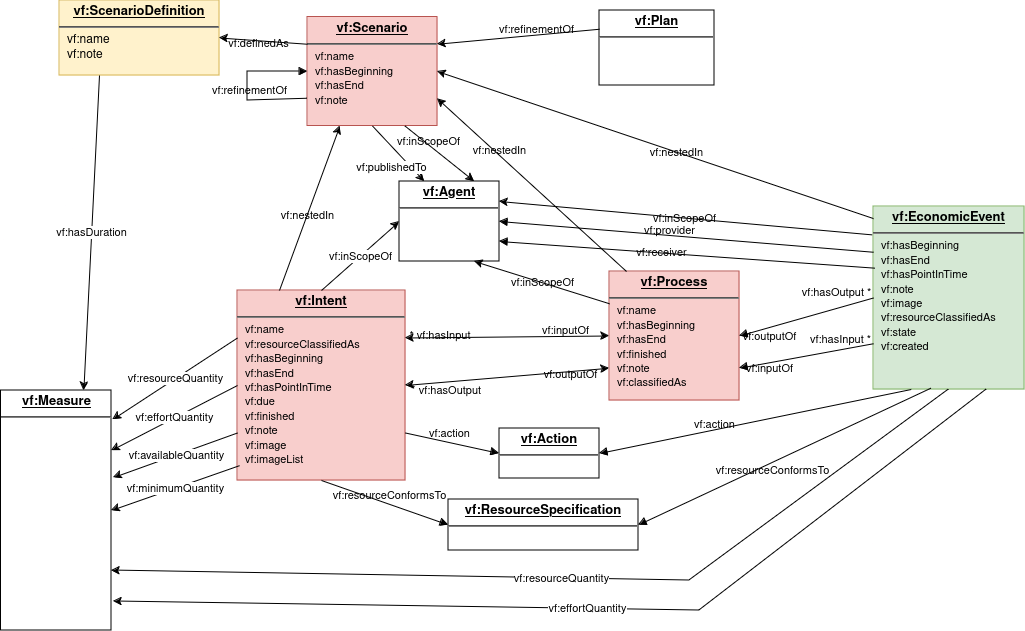 vf:ScenarioDefinition
vf:name
vf:note
vf:Scenario
vf:name
vf:hasBeginning
vf:hasEnd
vf:note
vf:Plan
vf:refinementOf
vf:definedAs
vf:refinementOf
vf:inScopeOf
vf:nestedIn
vf:publishedTo
vf:nestedIn
vf:Agent
vf:nestedIn
vf:inScopeOf
vf:provider
vf:receiver
vf:EconomicEvent
vf:hasBeginning
vf:hasEnd
vf:hasPointInTime
vf:note
vf:image
vf:resourceClassifiedAs
vf:state
vf:created
vf:hasDuration
vf:inScopeOf
vf:inScopeOf
vf:Process
vf:name
vf:hasBeginning
vf:hasEnd
vf:finished
vf:note
vf:classifiedAs
vf:hasOutput *
vf:outputOf
vf:hasInput *
vf:inputOf
vf:Intent
vf:name
vf:resourceClassifiedAs
vf:hasBeginning
vf:hasEnd
vf:hasPointInTime
vf:due
vf:finished
vf:note
vf:image
vf:imageList
* vf:hasInput
vf:inputOf
vf:outputOf
vf:hasOutput
vf:resourceQuantity
vf:effortQuantity
vf:availableQuantity
vf:minimumQuantity
vf:Measure
vf:action
vf:Action
vf:action
vf:resourceConformsTo
vf:resourceConformsTo
vf:ResourceSpecification
vf:resourceQuantity
vf:effortQuantity